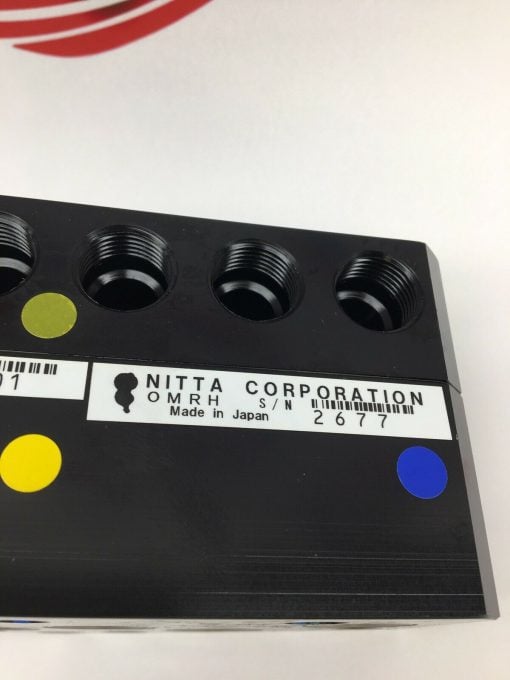 01
NITTA CORPORATION
OMRH S/N 2677
Made in Japan